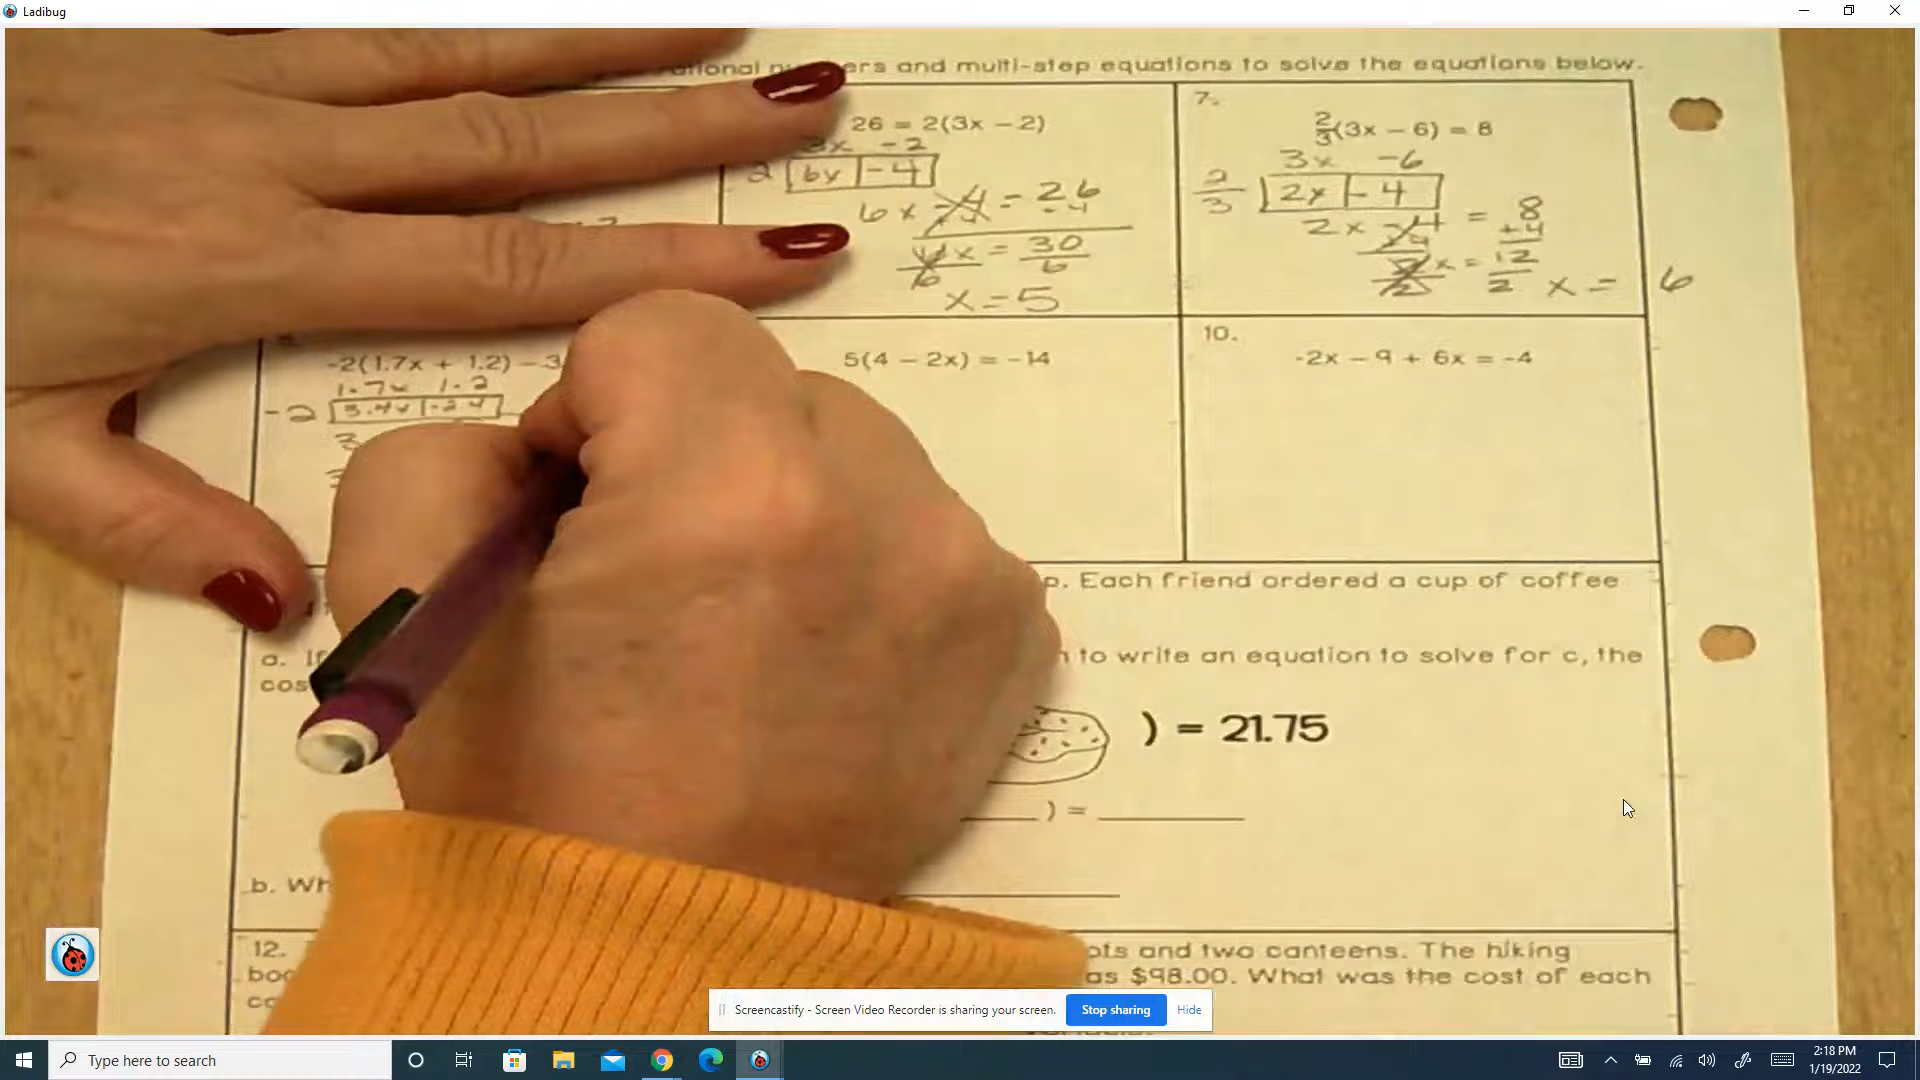 Ladibug
ers and multi-step equations to solve the equations below.
26 = 2(3x - 2)
3x -2
2 6x -4
6x -4 = 26
-4
6x = 30
6 6
x = 5
7.
2/3(3x - 6) = 8
3x -6
2/3 2x -4
2x -4 = 8
+4
2x = 12
2 2
x = 6
-2(1.7x + 1.2) - 3
1.7x 1.2
-2 3.4x -2.4
5(4 - 2x) = -14
10.
-2x - 9 + 6x = -4
Each friend ordered a cup of coffee
a.
to write an equation to solve for c, the
) = 21.75
) =
b.
12.
and two canteens. The hiking
$98.00. What was the cost of each
Screencastify - Screen Video Recorder is sharing your screen.
Stop sharing
Hide
Type here to search
2:18 PM
1/19/2022